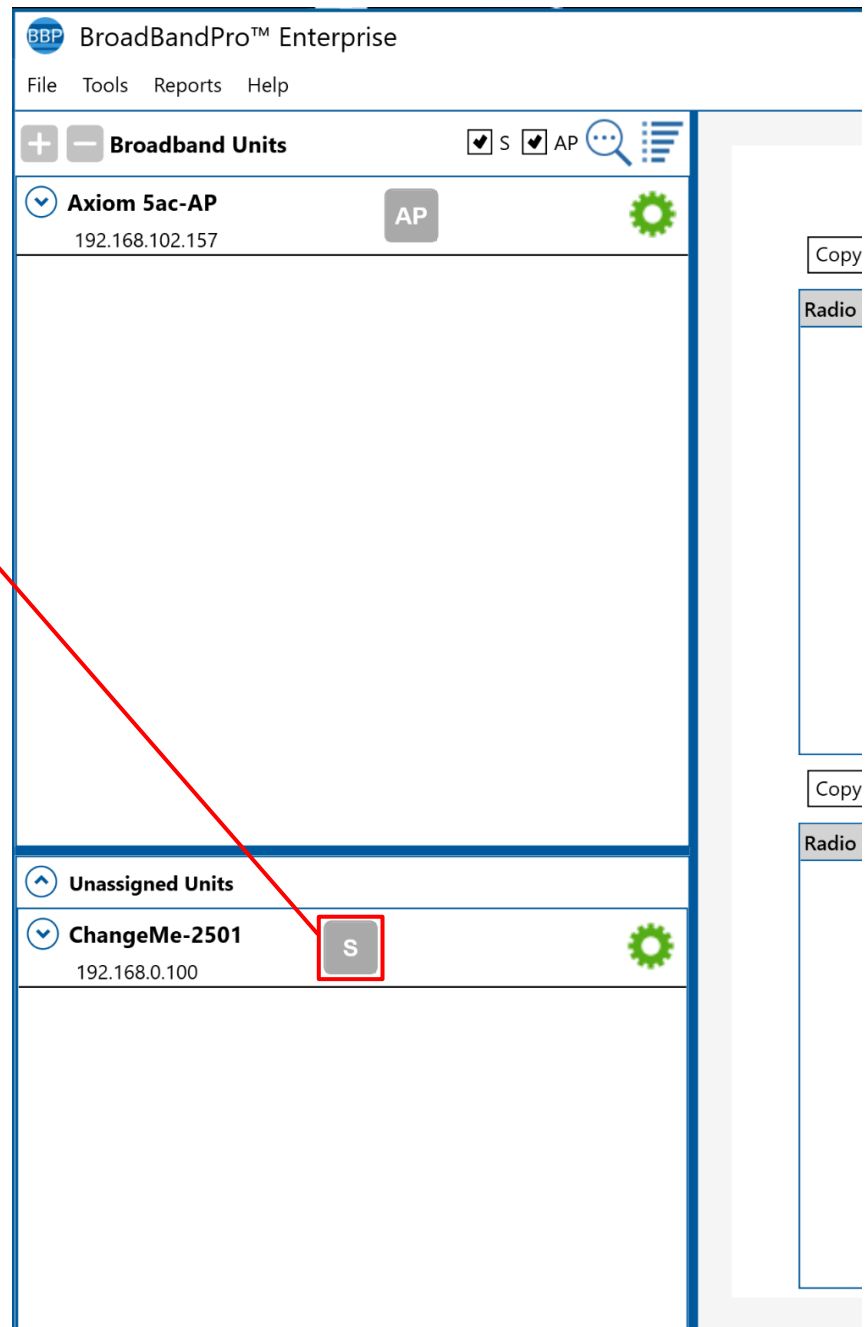 BBP BroadBandPro™ Enterprise
File Tools Reports Help
Broadband Units S AP
Axiom 5ac-AP AP
192.168.102.157
Copy
Radio
Copy
Radio
Unassigned Units
ChangeMe-2501 S
192.168.0.100